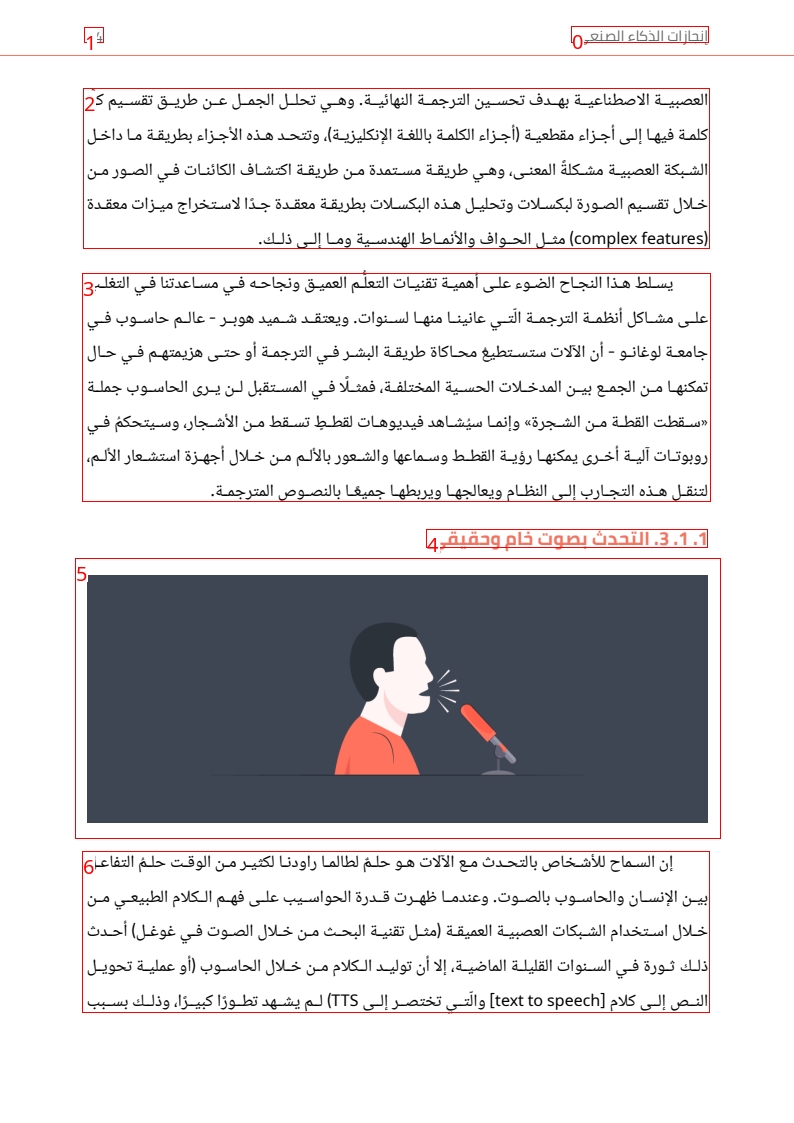 إنجازات الذكاء الصنعي 0
1
العصبية الاصطناعية بهدف تحسين الترجمة النهائية. وهي تحلل الجمل عن طريق تقسيم كل 2
كلمة فيها إلى أجزاء مقطعية (أجزاء الكلمة باللغة الإنكليزية)، وتتحد هذه الأجزاء بطريقة ما داخل
الشبكة العصبية مشكلةً المعنى، وهي طريقة مستمدة من طريقة اكتشاف الكائنات في الصور من
خلال تقسيم الصورة لبكسلات وتحليل هذه البكسلات بطريقة معقدة جدًا لاستخراج ميزات معقدة
(complex features) مثل الحواف والأنماط الهندسية وما إلى ذلك.
يسلط هذا النجاح الضوء على أهمية تقنيات التعلُّم العميق ونجاحه في مساعدتنا في التغلب 3
على مشاكل أنظمة الترجمة الّتي عانينا منها لسنوات. ويعتقد شميد هوبر - عالم حاسوب في
جامعة لوغانو - أن الآلات ستستطيعُ محاكاة طريقة البشر في الترجمة أو حتى هزيمتهم في حال
تمكنها من الجمع بين المدخلات الحسية المختلفة، فمثلًا في المستقبل لن يرى الحاسوب جملة
«سقطت القطة من الشجرة» وإنما سيُشاهد فيديوهات لقططٍ تسقط من الأشجار، وسيتحكمُ في
روبوتات آلية أخرى يمكنها رؤية القطط وسماعها والشعور بالألم من خلال أجهزة استشعار الألم،
لتنقل هذه التجارب إلى النظام ويعالجها ويربطها جميعًا بالنصوص المترجمة.
1. 1. 3. التحدث بصوت خام وحقيقي 4
5
إن السماح للأشخاص بالتحدث مع الآلات هو حلمٌ لطالما راودنا لكثير من الوقت حلمُ التفاعل 6
بين الإنسان والحاسوب بالصوت. وعندما ظهرت قدرة الحواسيب على فهم الكلام الطبيعي من
خلال استخدام الشبكات العصبية العميقة (مثل تقنية البحث من خلال الصوت في غوغل) أحدث
ذلك ثورة في السنوات القليلة الماضية، إلا أن توليد الكلام من خلال الحاسوب (أو عملية تحويل
النص إلى كلام [text to speech] والّتي تختصر إلى TTS) لم يشهد تطورًا كبيرًا، وذلك بسبب